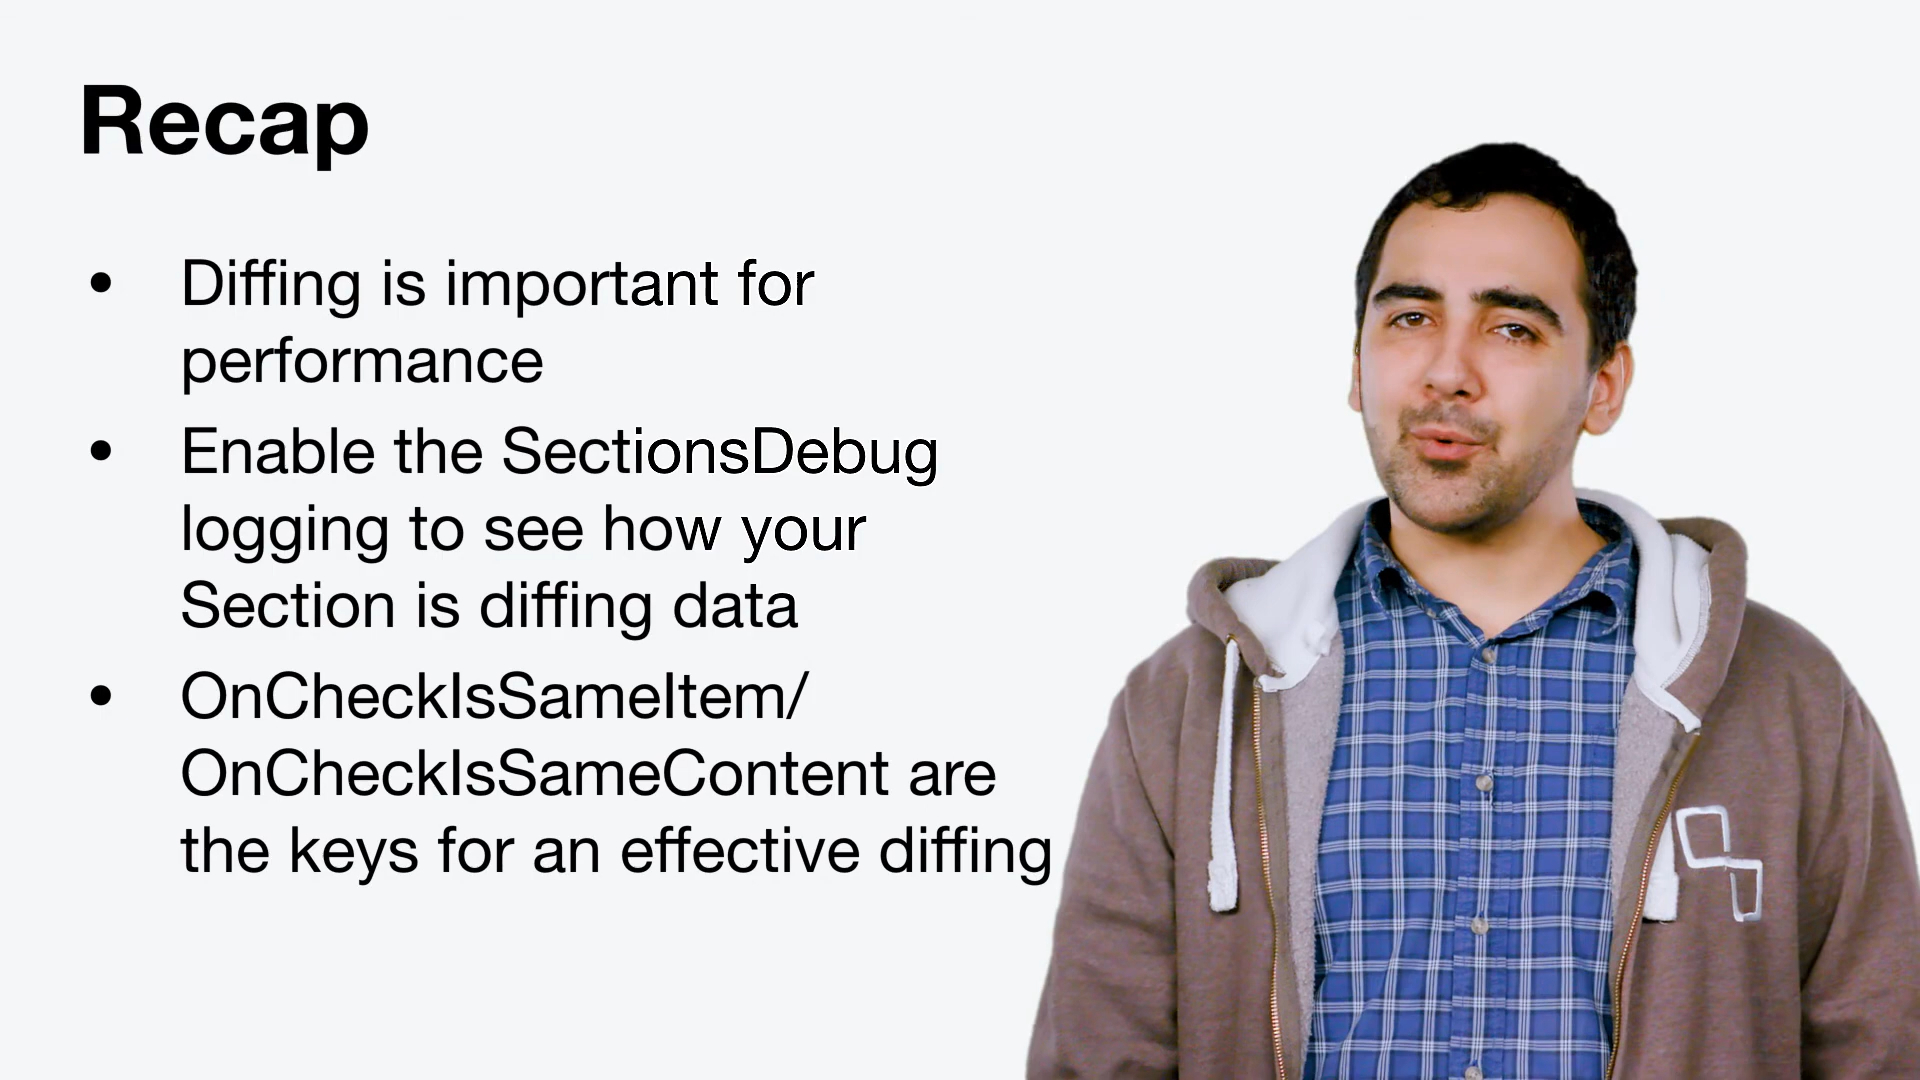 Recap
• Diffing is important for
performance
• Enable the SectionsDebug
logging to see how your
Section is diffing data
• OnCheckIsSameItem/
OnCheckIsSameContent are
the keys for an effective diffing